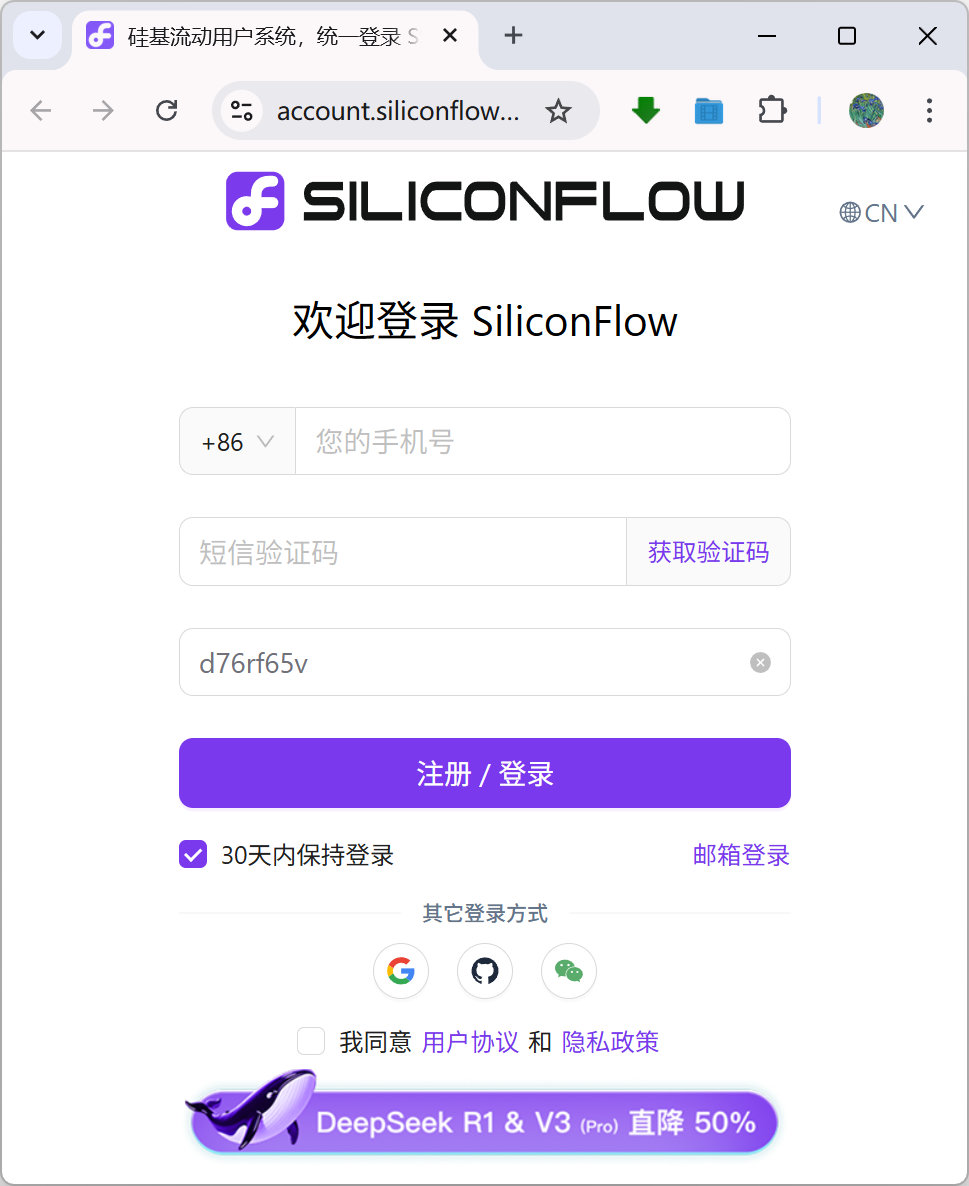 硅基流动用户系统，统一登录 S
account.siliconflow...
SILICONFLOW
CN
欢迎登录 SiliconFlow
+86 您的手机号
短信验证码 获取验证码
d76rf65v
注册 / 登录
30天内保持登录 邮箱登录
其它登录方式
我同意 用户协议 和 隐私政策
DeepSeek R1 & V3 (Pro) 直降 50%